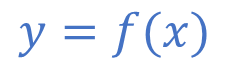 y = f(x)